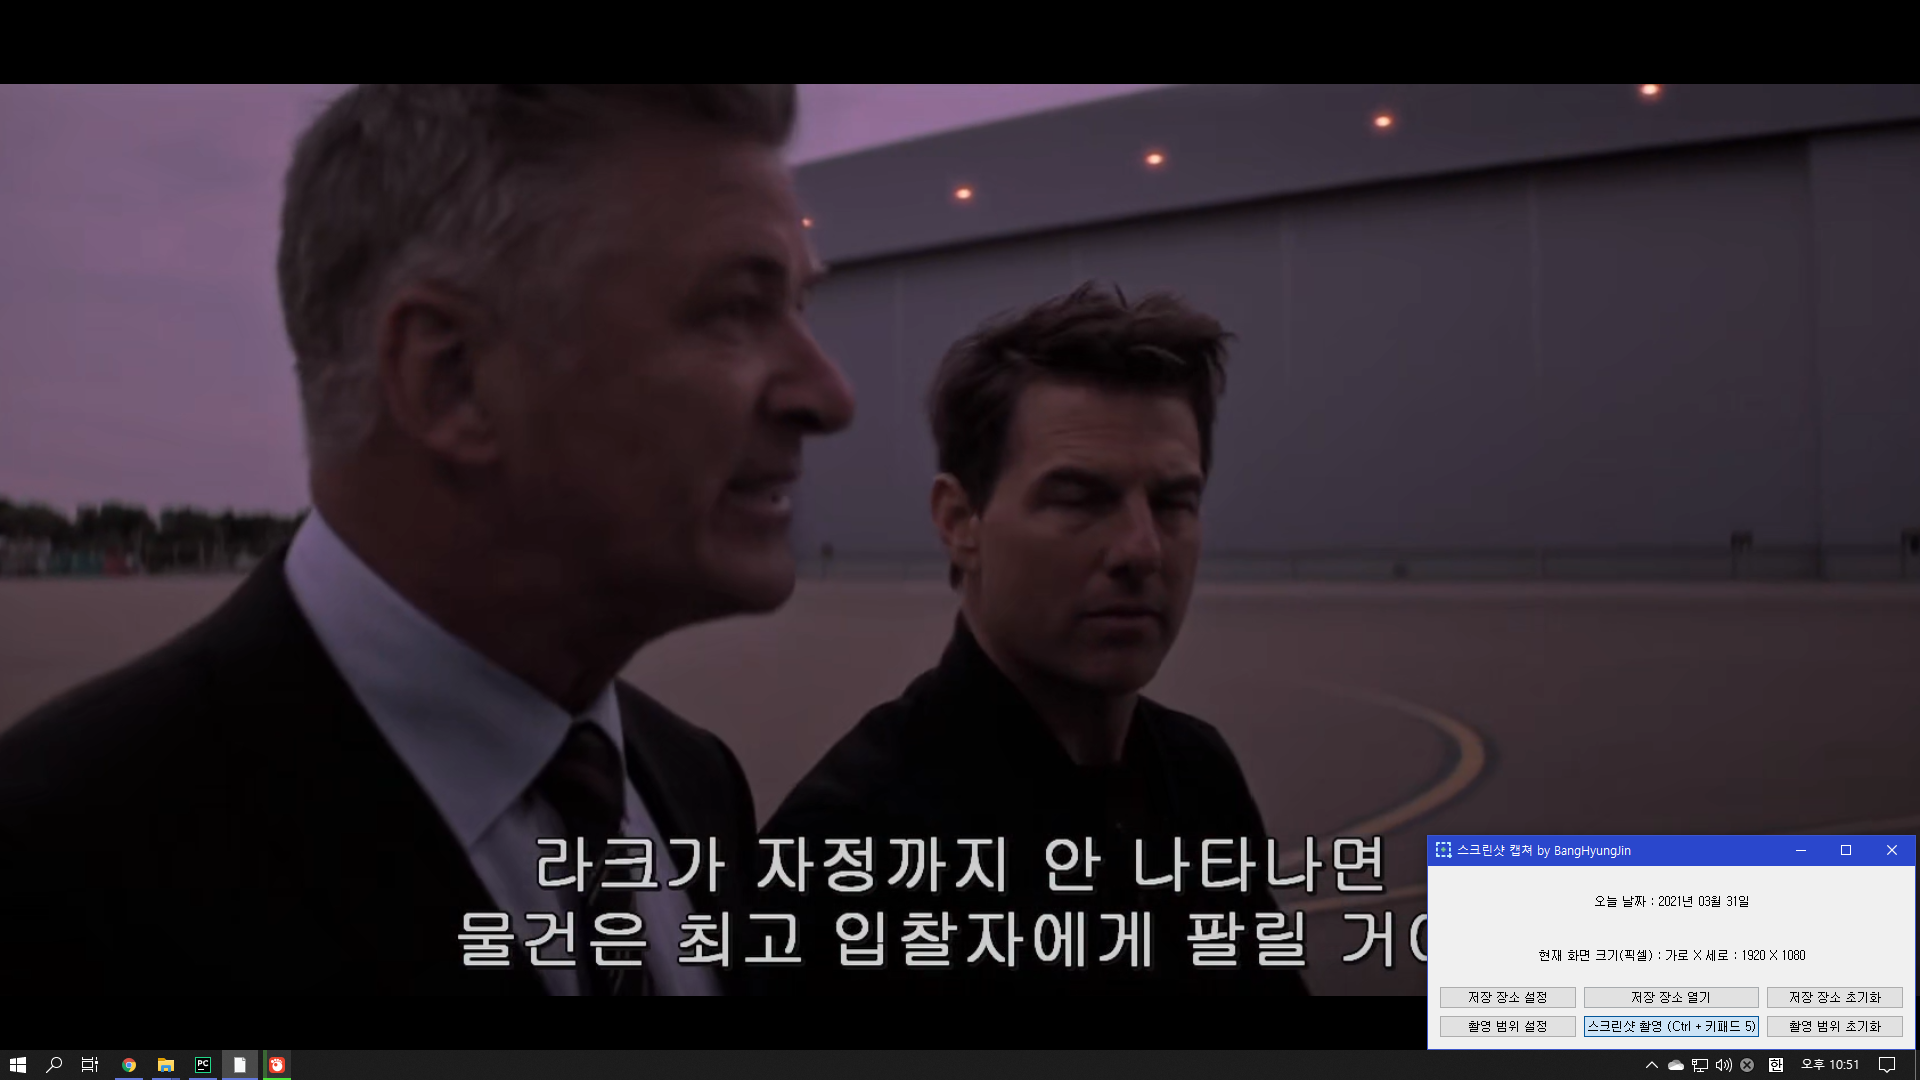 라크가 자정까지 안 나타나면
물건은 최고 입찰자에게 팔릴
스크린샷 캡쳐 by BangHyungJin
오늘 날짜 : 2021년 03월 31일
현재 화면 크기(픽셀) : 가로 X 세로 : 1920 X 1080
저장 장소 설정 저장 장소 열기 저장 장소 초기화
촬영 범위 설정 스크린샷 촬영 (Ctrl + 키패드 5) 촬영 범위 초기화
PC 한 오후 10:51